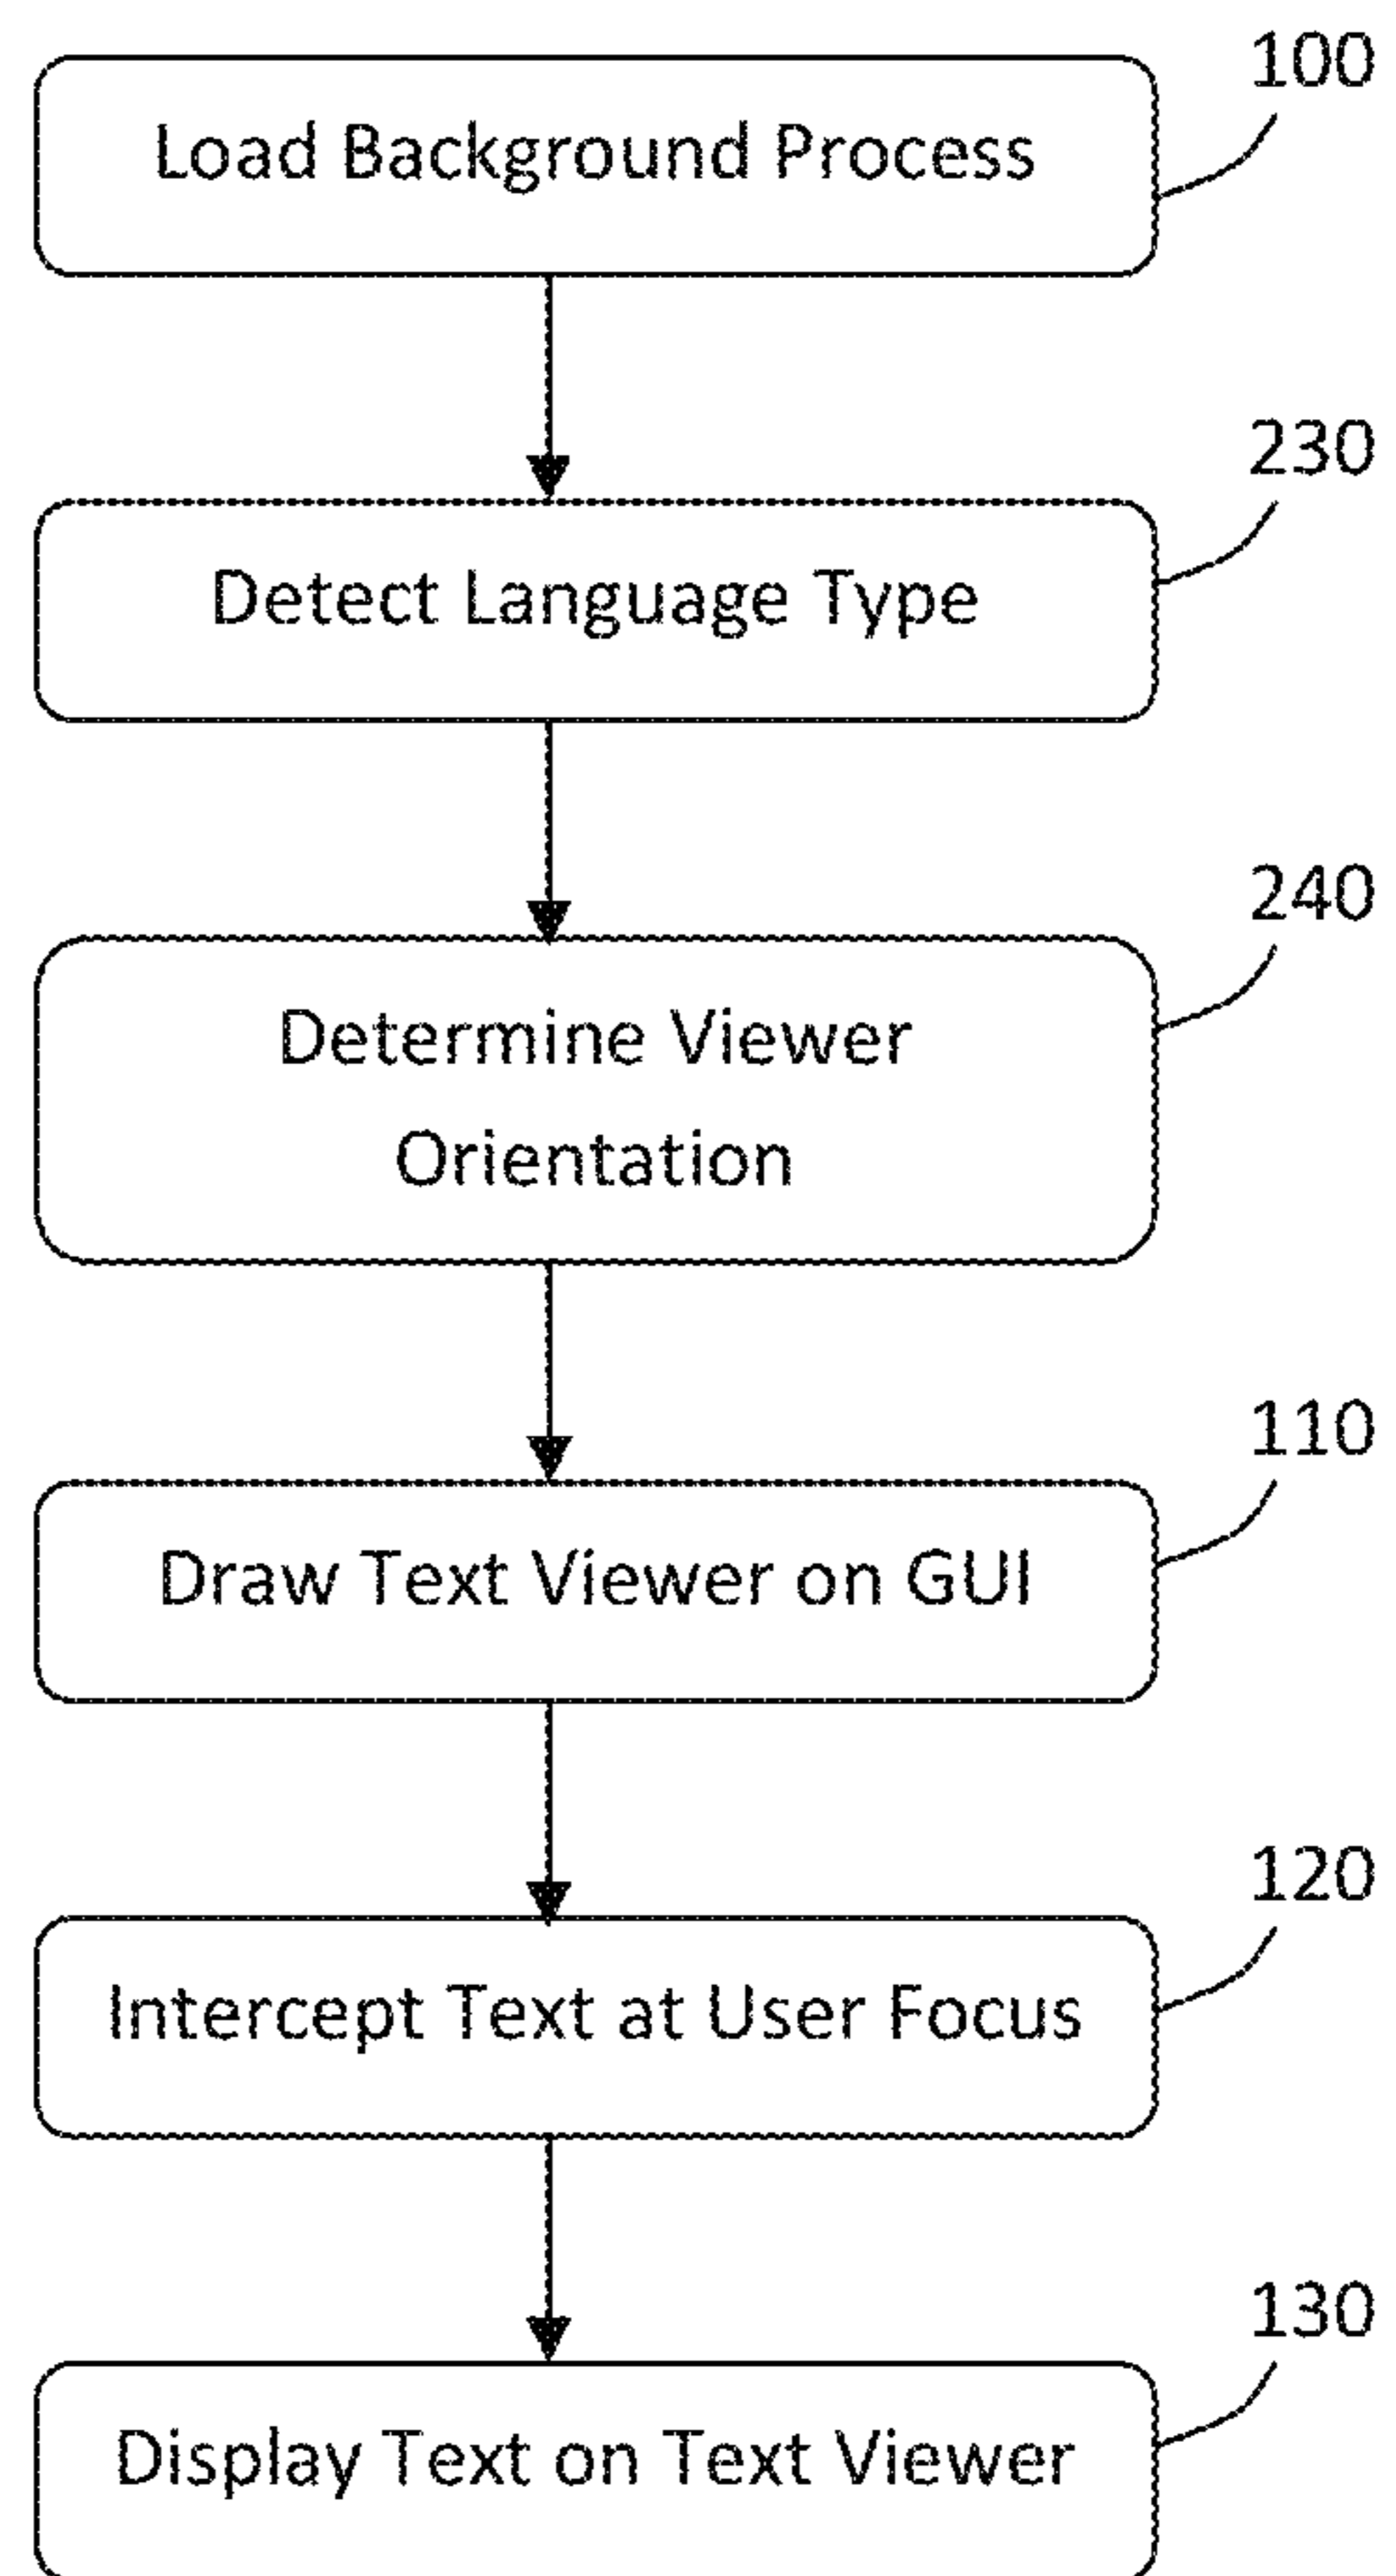 100
Load Background Process
230
Detect Language Type
240
Determine Viewer
Orientation
110
Draw Text Viewer on GUI
120
Intercept Text at User Focus
130
Display Text on Text Viewer